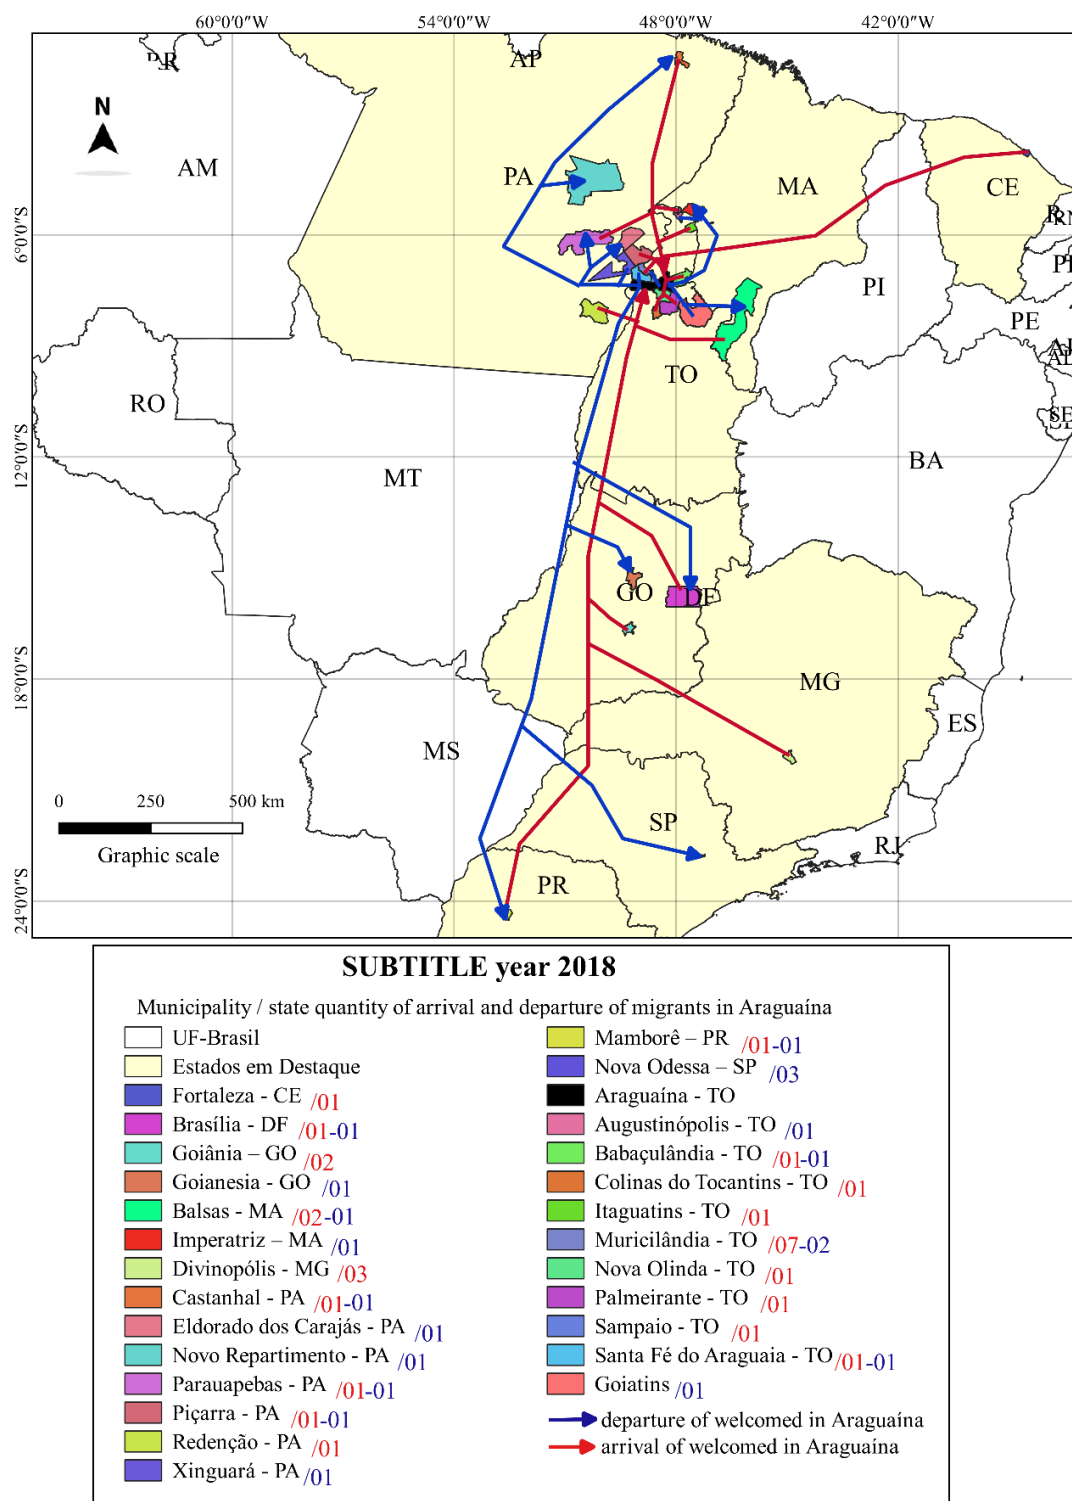 60°0'0"W 54°0'0"W 48°0'0"W 42°0'0"W
AP
N
AM
PA
MA
CE
6°0'0"S
PI
PE
TO
RO
12°0'0"S
MT
BA
GO
DF
18°0'0"S
MG
ES
MS
0 250 500 km
Graphic scale
SP
RJ
PR
24°0'0"S
SE
SUBTITLE year 2018
Municipality / state quantity of arrival and departure of migrants in Araguaína
UF-Brasil
Estados em Destaque
Fortaleza - CE /01
Brasília - DF /01-01
Goiânia – GO /02
Goianesia - GO /01
Balsas - MA /02-01
Imperatriz – MA /01
Divinopólis - MG /03
Castanhal - PA /01-01
Eldorado dos Carajás - PA /01
Novo Repartimento - PA /01
Parauapebas - PA /01-01
Piçarra - PA /01-01
Redenção - PA /01
Xinguará - PA /01
Mamborê – PR /01-01
Nova Odessa – SP /03
Araguaína - TO
Augustinópolis - TO /01
Babaçulândia - TO /01-01
Colinas do Tocantins - TO /01
Itaguatins - TO /01
Muricilândia - TO /07-02
Nova Olinda - TO /01
Palmeirante - TO /01
Sampaio - TO /01
Santa Fé do Araguaia - TO /01-01
Goiatins /01
departure of welcomed in Araguaína
arrival of welcomed in Araguaína